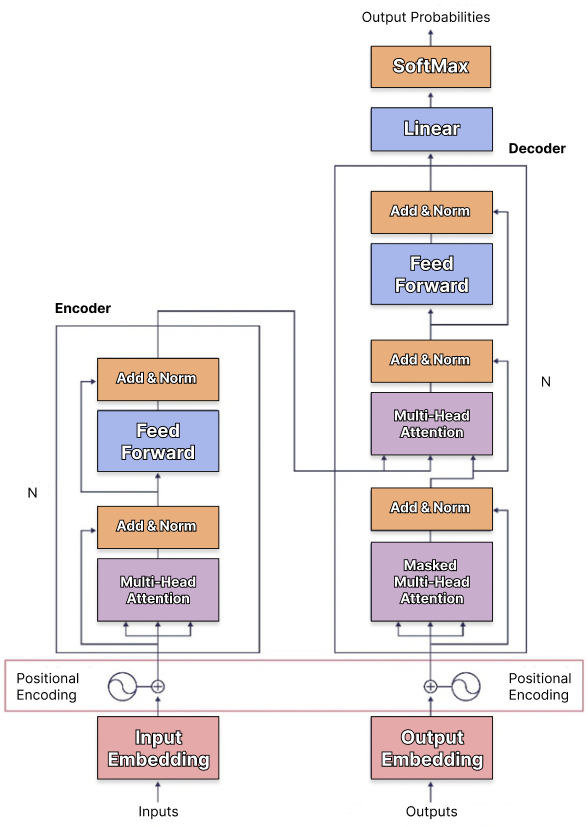 Output Probabilities
SoftMax
Linear
Decoder
Add & Norm
Feed
Forward
Add & Norm
Multi-Head
Attention
N
Add & Norm
Masked
Multi-Head
Attention
Encoder
Add & Norm
Feed
Forward
N
Add & Norm
Multi-Head
Attention
Positional
Encoding
Positional
Encoding
Input
Embedding
Output
Embedding
Inputs
Outputs